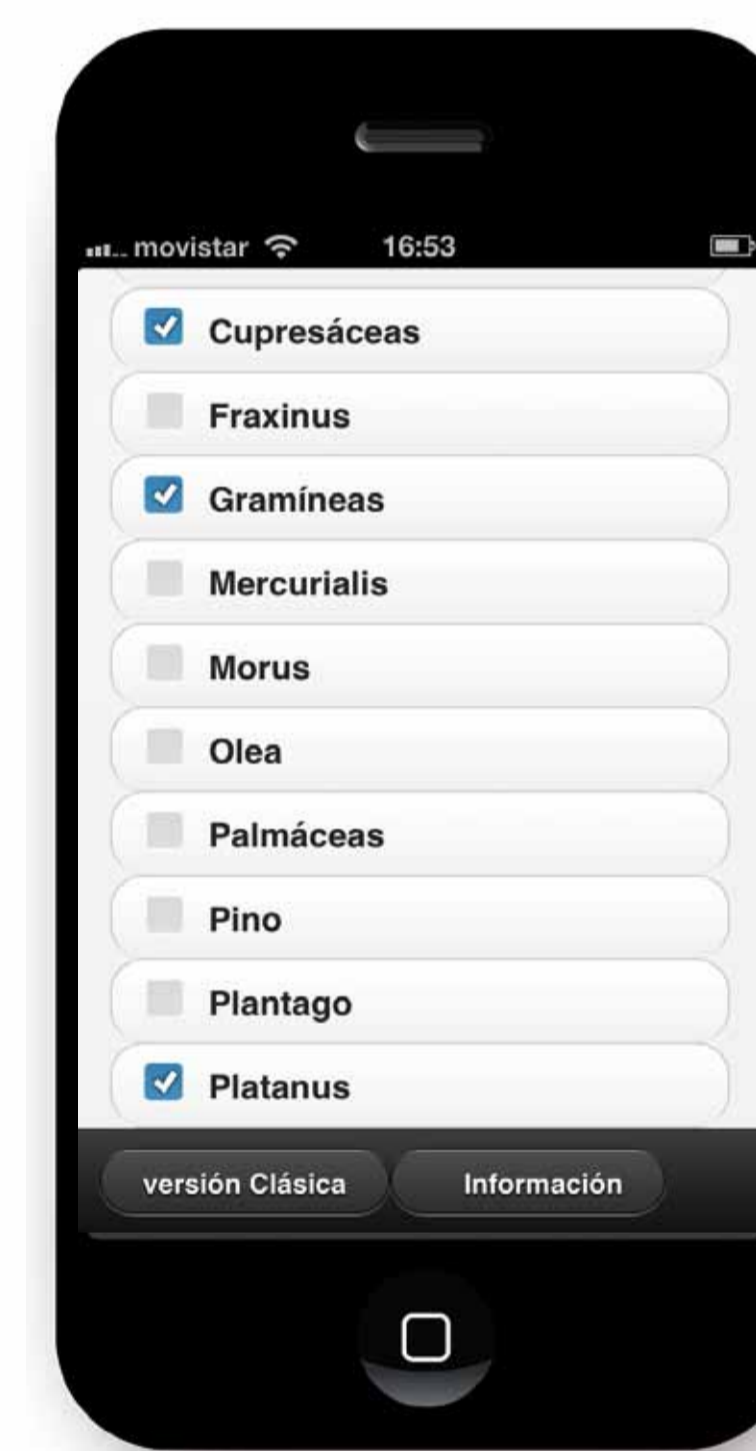 movistar 16:53
Cupresáceas
Fraxinus
Gramíneas
Mercurialis
Morus
Olea
Palmáceas
Pino
Plantago
Platanus
versión Clásica Información